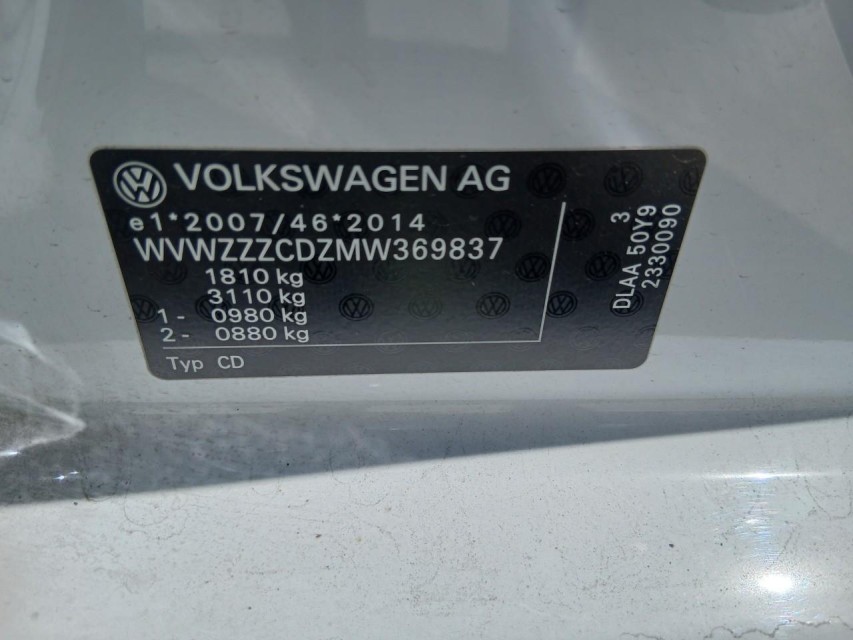 VOLKSWAGEN AG
e1*2007/46*2014
WVWZZZCDZMW369837
1810 kg
3110 kg
1- 0980 kg
2- 0880 kg
Typ CD
3
DLAA 50Y9
2330090